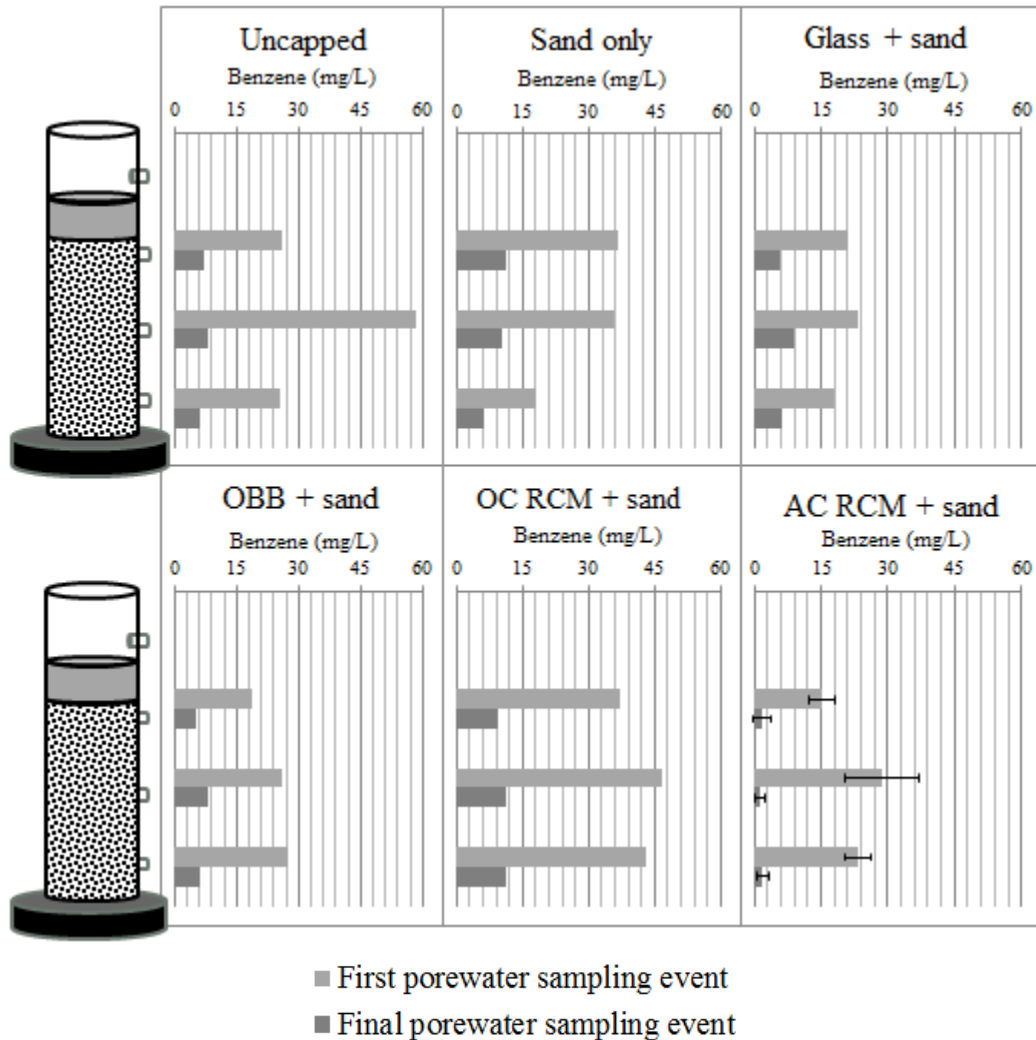 Uncapped
Benzene (mg/L)
0 15 30 45 60
Sand only
Benzene (mg/L)
0 15 30 45 60
Glass + sand
Benzene (mg/L)
0 15 30 45 60
OBB + sand
Benzene (mg/L)
0 15 30 45 60
OC RCM + sand
Benzene (mg/L)
0 15 30 45 60
AC RCM + sand
Benzene (mg/L)
0 15 30 45 60
First porewater sampling event
Final porewater sampling event